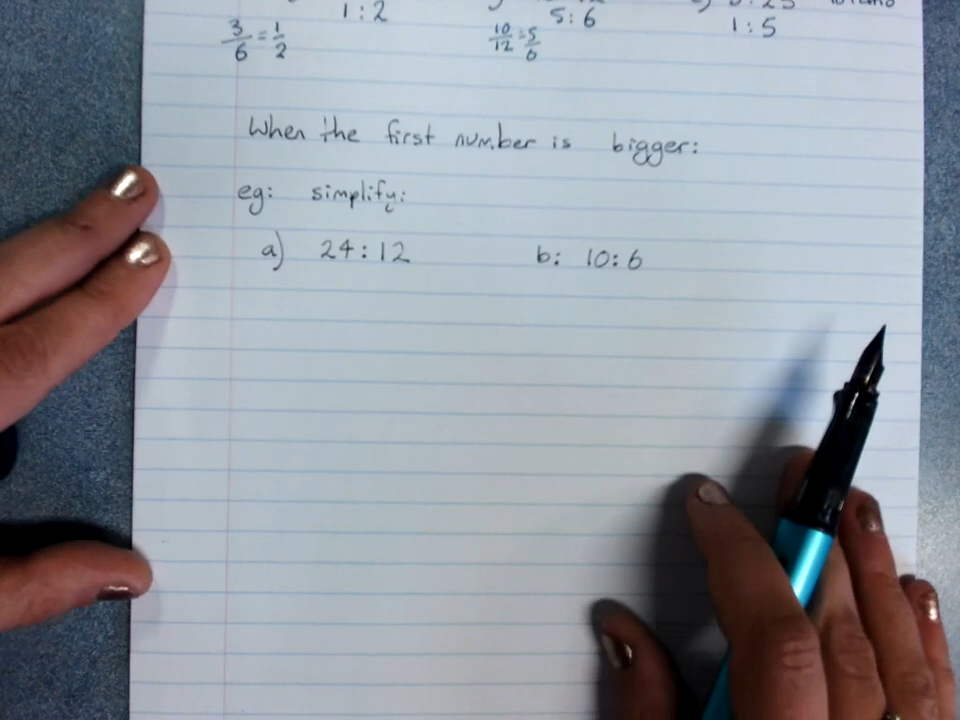 1:2 5:6 1:5
3/6 = 1/2 10/12 = 5/6
When the first number is bigger:
eg: simplify:
a) 24:12 b: 10:6